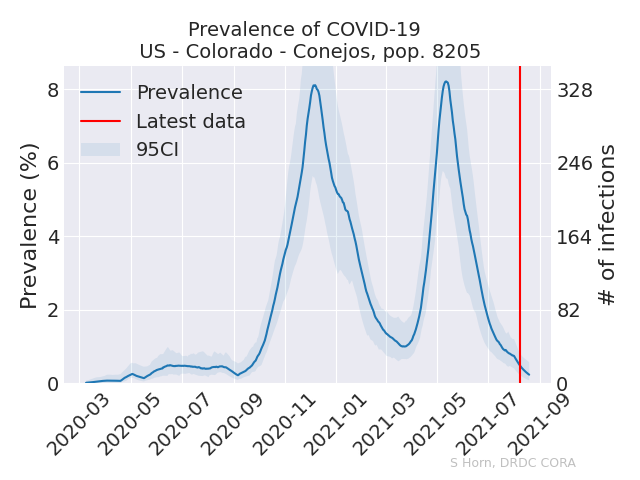 Prevalence of COVID-19
US - Colorado - Conejos, pop. 8205
Prevalence
Latest data
95CI
Prevalence (%)
8
6
4
2
0
328
246
164
82
0
# of infections
2020-03
2020-05
2020-07
2020-09
2020-11
2021-01
2021-03
2021-05
2021-07
2021-09
S Horn, DRDC CORA